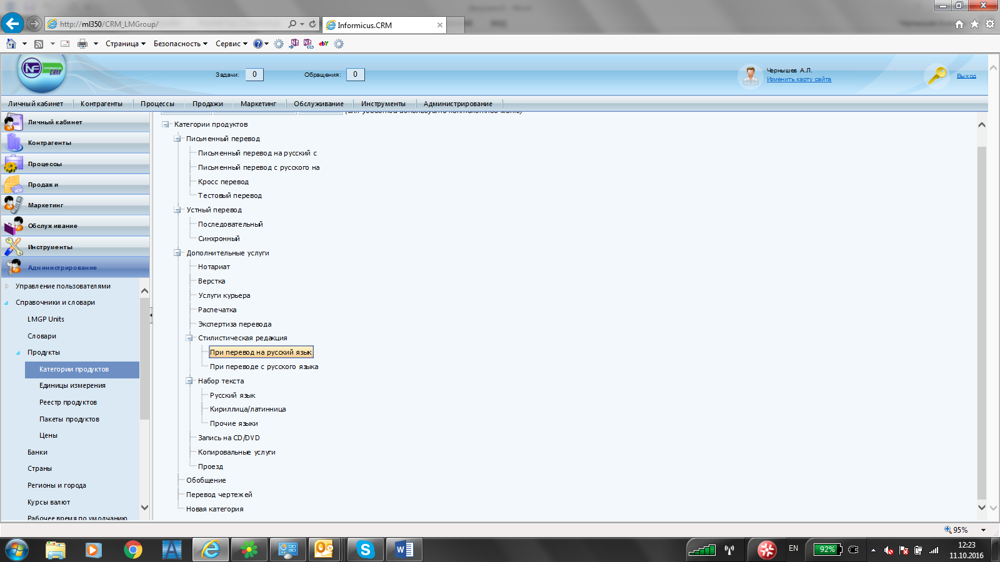 http://ml350/CRM_LMGroup/
Informicus.CRM
Страница
Безопасность
Сервис
ebY
INF INFORMICUS CRM
Задачи: 0
Обращения: 0
Чернышев А.Л.
Изменить карту сайта
Выход
Личный кабинет
Контрагенты
Процессы
Продажи
Маркетинг
Обслуживание
Инструменты
Администрирование
Личный кабинет
Контрагенты
Процессы
Продажи
Маркетинг
Обслуживание
Инструменты
Администрирование
Управление пользователями
Справочники и словари
LMGP Units
Словари
Продукты
Категории продуктов
Единицы измерения
Реестр продуктов
Пакеты продуктов
Цены
Банки
Страны
Регионы и города
Курсы валют
Рабочее время по умолчанию
Категории продуктов
Письменный перевод
Письменный перевод на русский с
Письменный перевод с русского на
Кросс перевод
Тестовый перевод
Устный перевод
Последовательный
Синхронный
Дополнительные услуги
Нотариат
Верстка
Услуги курьера
Распечатка
Экспертиза перевода
Стилистическая редакция
При перевод на русский язык
При переводе с русского языка
Набор текста
Русский язык
Кириллица/латинница
Прочие языки
Запись на CD/DVD
Копировальные услуги
Проезд
Обобщение
Перевод чертежей
Новая категория
95%
EN
92%
12:23
11.10.2016